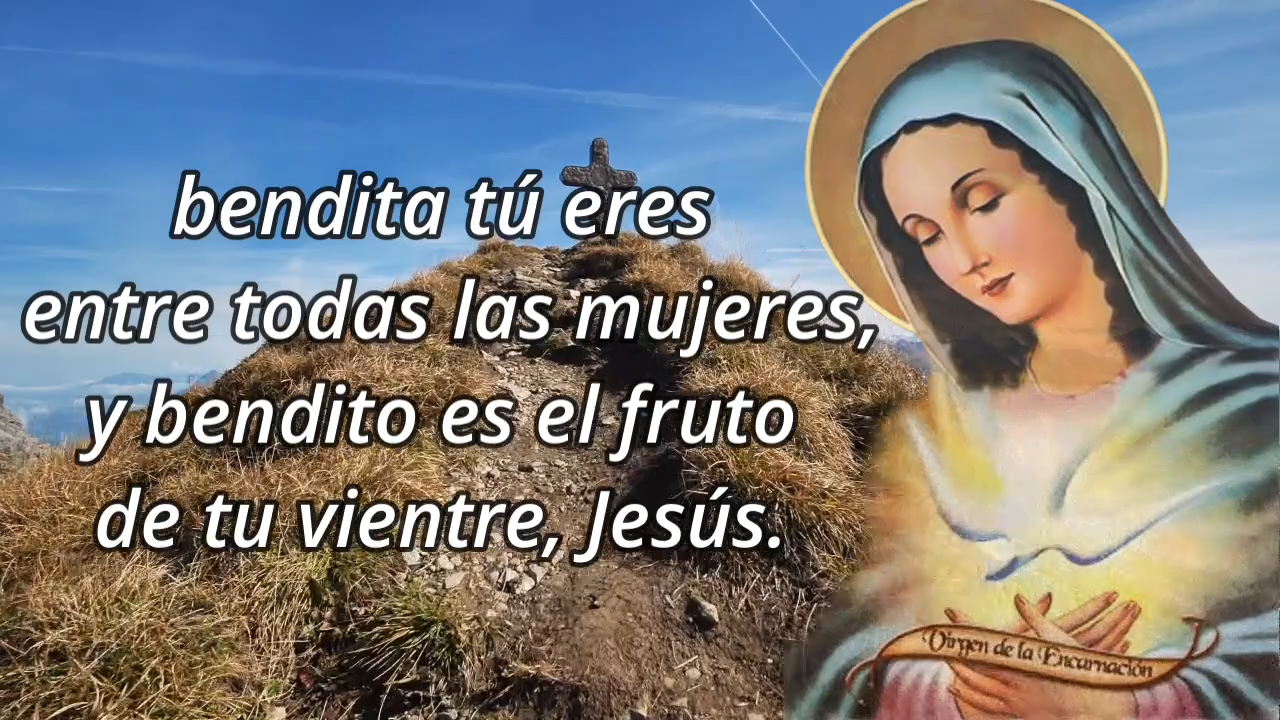 bendita tú eres
entre todas las mujeres,
y bendito es el fruto
de tu vientre, Jesús.
Virgen de la Encarnación